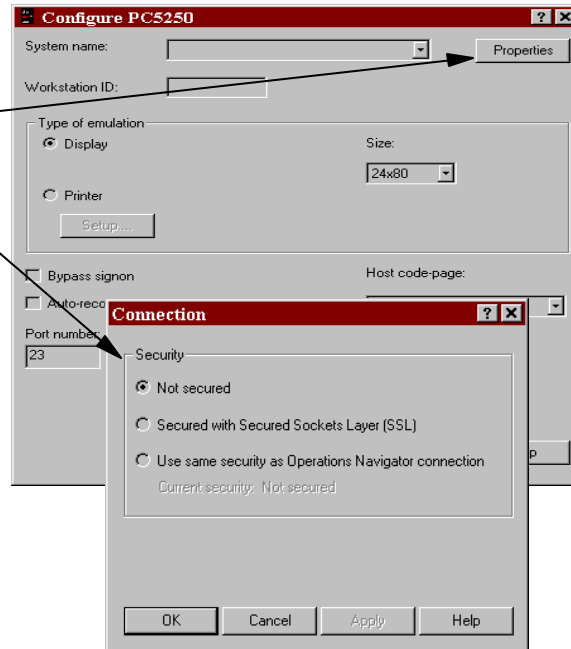 Configure PC5250
System name:
Properties
Workstation ID:
Type of emulation
Display
Size:
24x80
Printer
Setup....
Bypass signon
Host code-page:
Auto-reco
Port number:
23
Connection
Security
Not secured
Secured with Secured Sockets Layer (SSL)
Use same security as Operations Navigator connection
Current security: Not secured
OK
Cancel
Apply
Help